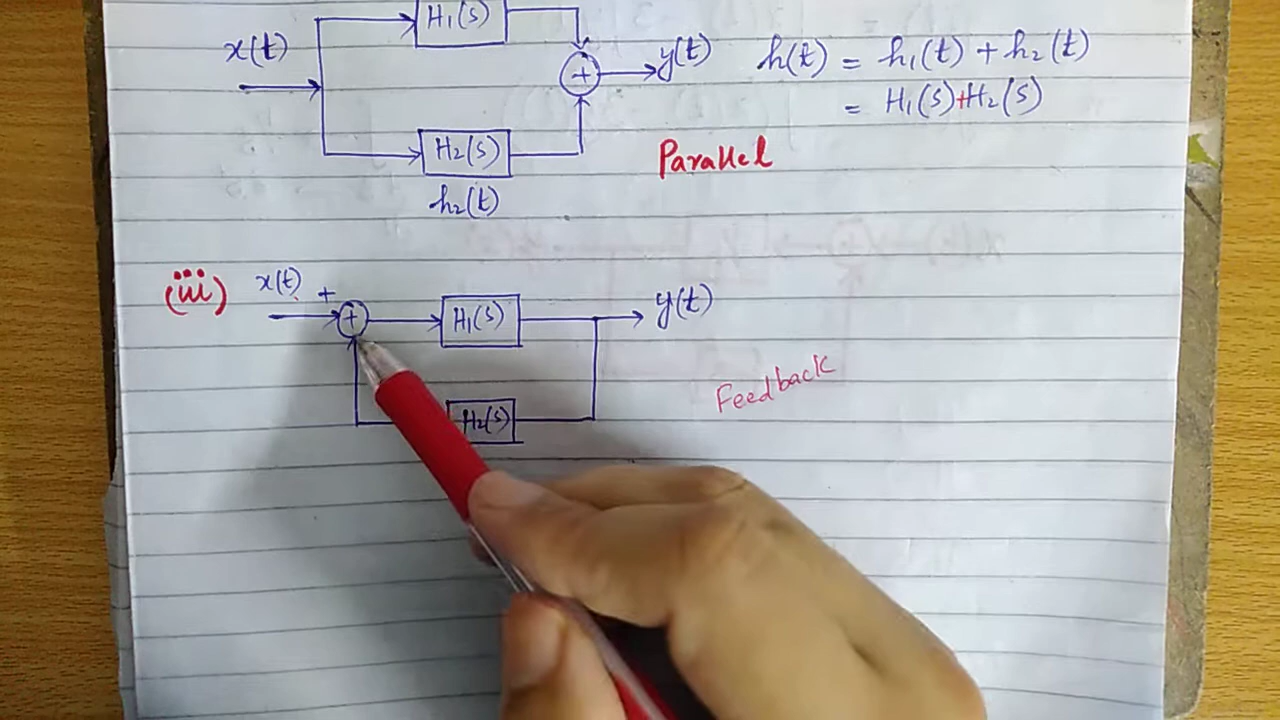 H₁(s)
x(t)
+
y(t)
h(t) = h₁(t) + h₂(t)
= H₁(s)+H₂(s)
H₂(s)
Parallel
h₂(t)
(iii)
x(t)
+
+
H₁(s)
y(t)
Feedback
H₂(s)